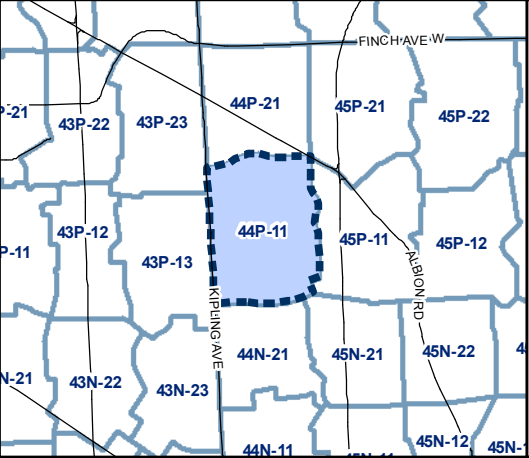 FINCH AVE W
P-21
43P-22
43P-23
44P-21
45P-21
45P-22
P-11
43P-12
43P-13
44P-11
45P-11
45P-12
ALBION RD
KIPLING AVE
N-21
43N-22
43N-23
44N-21
45N-21
45N-22
44N-11
45N-12
45N-1